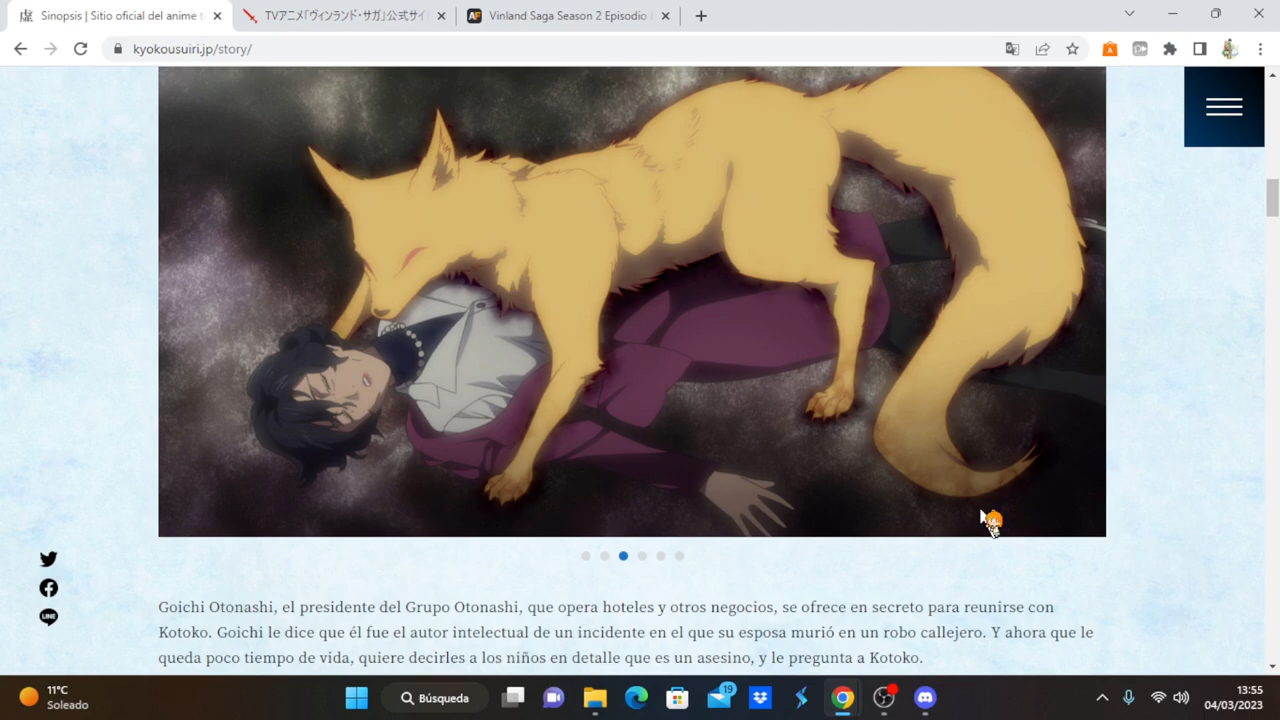 Sinopsis | Sitio oficial del anime t
TVアニメ「ヴィンランド・サガ」公式サイ
AF
Vinland Saga Season 2 Episodio
kyokousuiri.jp/story/
Goichi Otonashi, el presidente del Grupo Otonashi, que opera hoteles y otros negocios, se ofrece en secreto para reunirse con
Kotoko. Goichi le dice que él fue el autor intelectual de un incidente en el que su esposa murió en un robo callejero. Y ahora que le
queda poco tiempo de vida, quiere decirles a los niños en detalle que es un asesino, y le pregunta a Kotoko.
LINE
11°C
Soleado
Búsqueda
19
13:55
04/03/2023